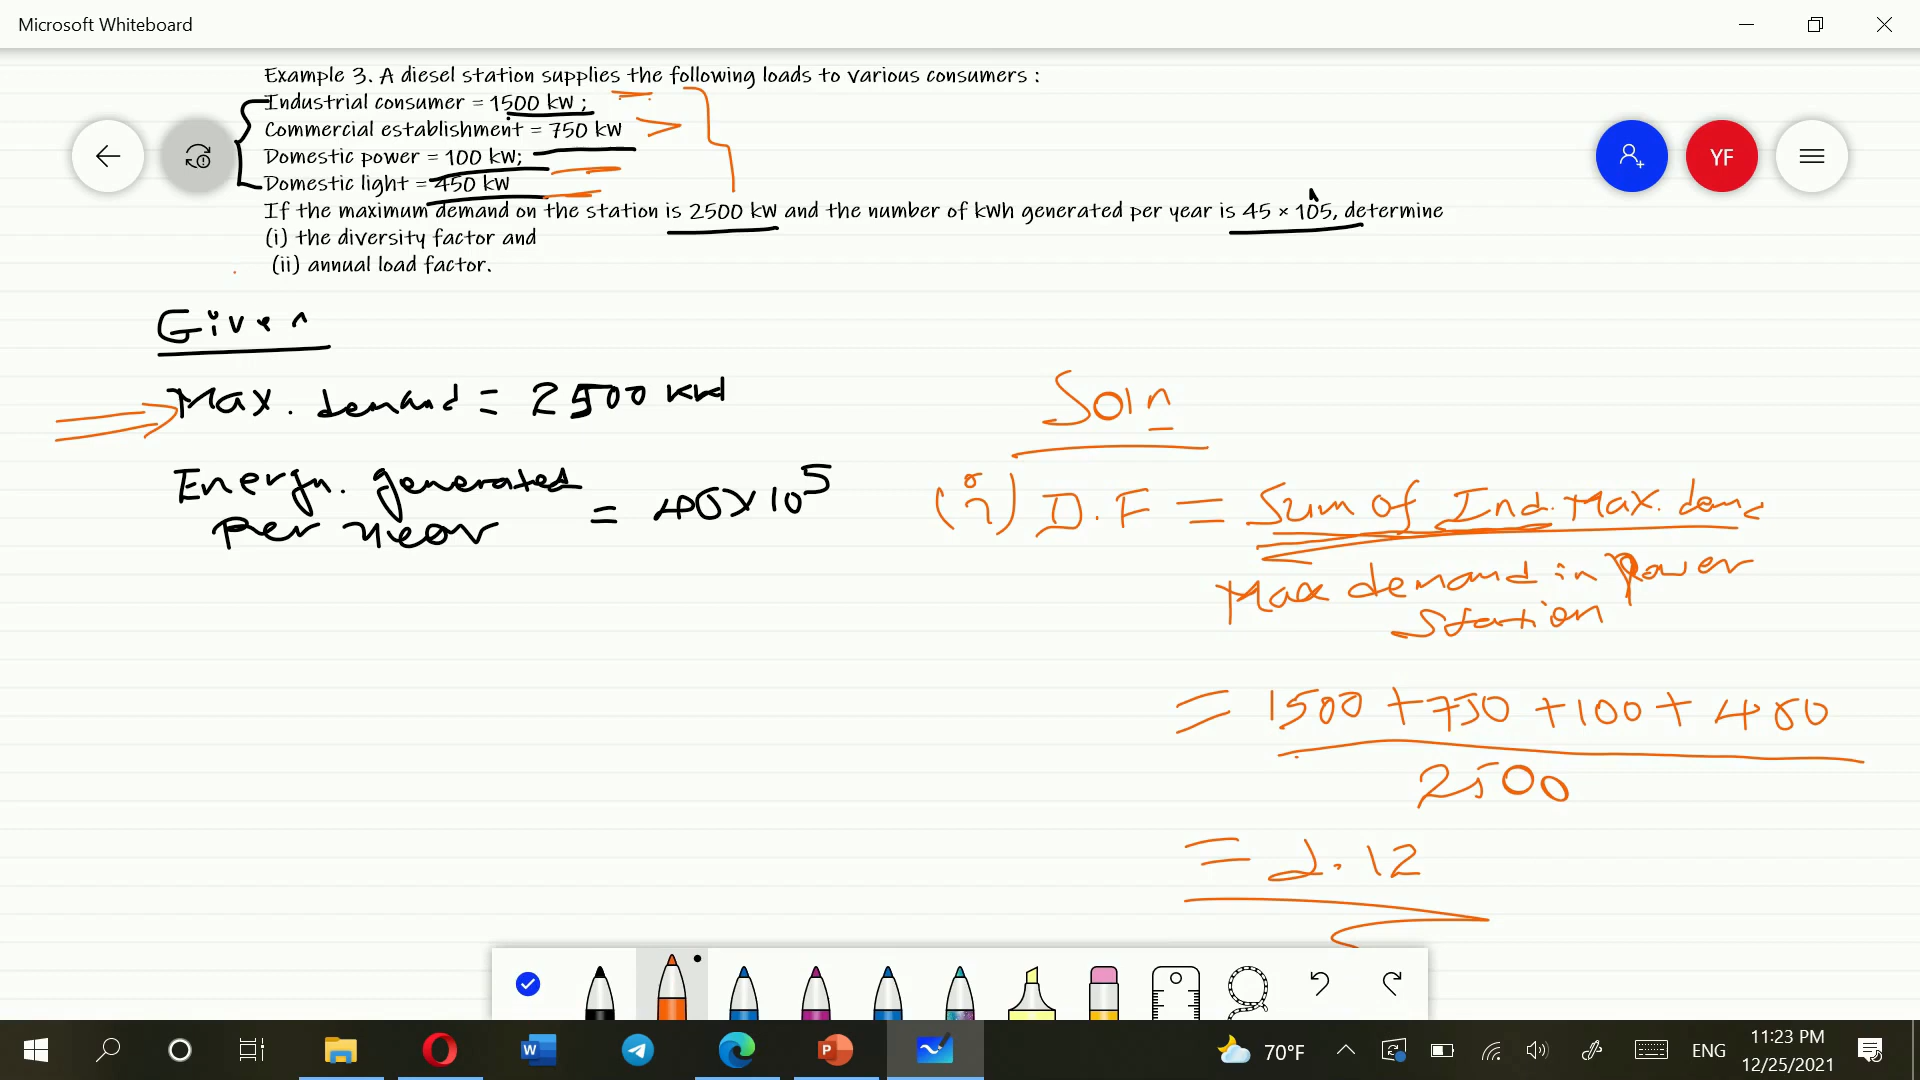 Microsoft Whiteboard
Example 3. A diesel station supplies the following loads to various consumers :
Industrial consumer = 1500 kW ;
Commercial establishment = 750 kW
Domestic power = 100 kW;
Domestic light = 450 kW
If the maximum demand on the station is 2500 kW and the number of kWh generated per year is 45 × 105, determine
(i) the diversity factor and
(ii) annual load factor.
YF
Given
Max. demand = 2500 kW
Energy. generated
per year
= 45 × 10⁵
Soln
(i) D.F = Sum of Ind. Max. dem
Max demand in power
station
= 1500 + 750 + 100 + 450
2500
= 1.12
W
P
70°F
ENG
11:23 PM
12/25/2021